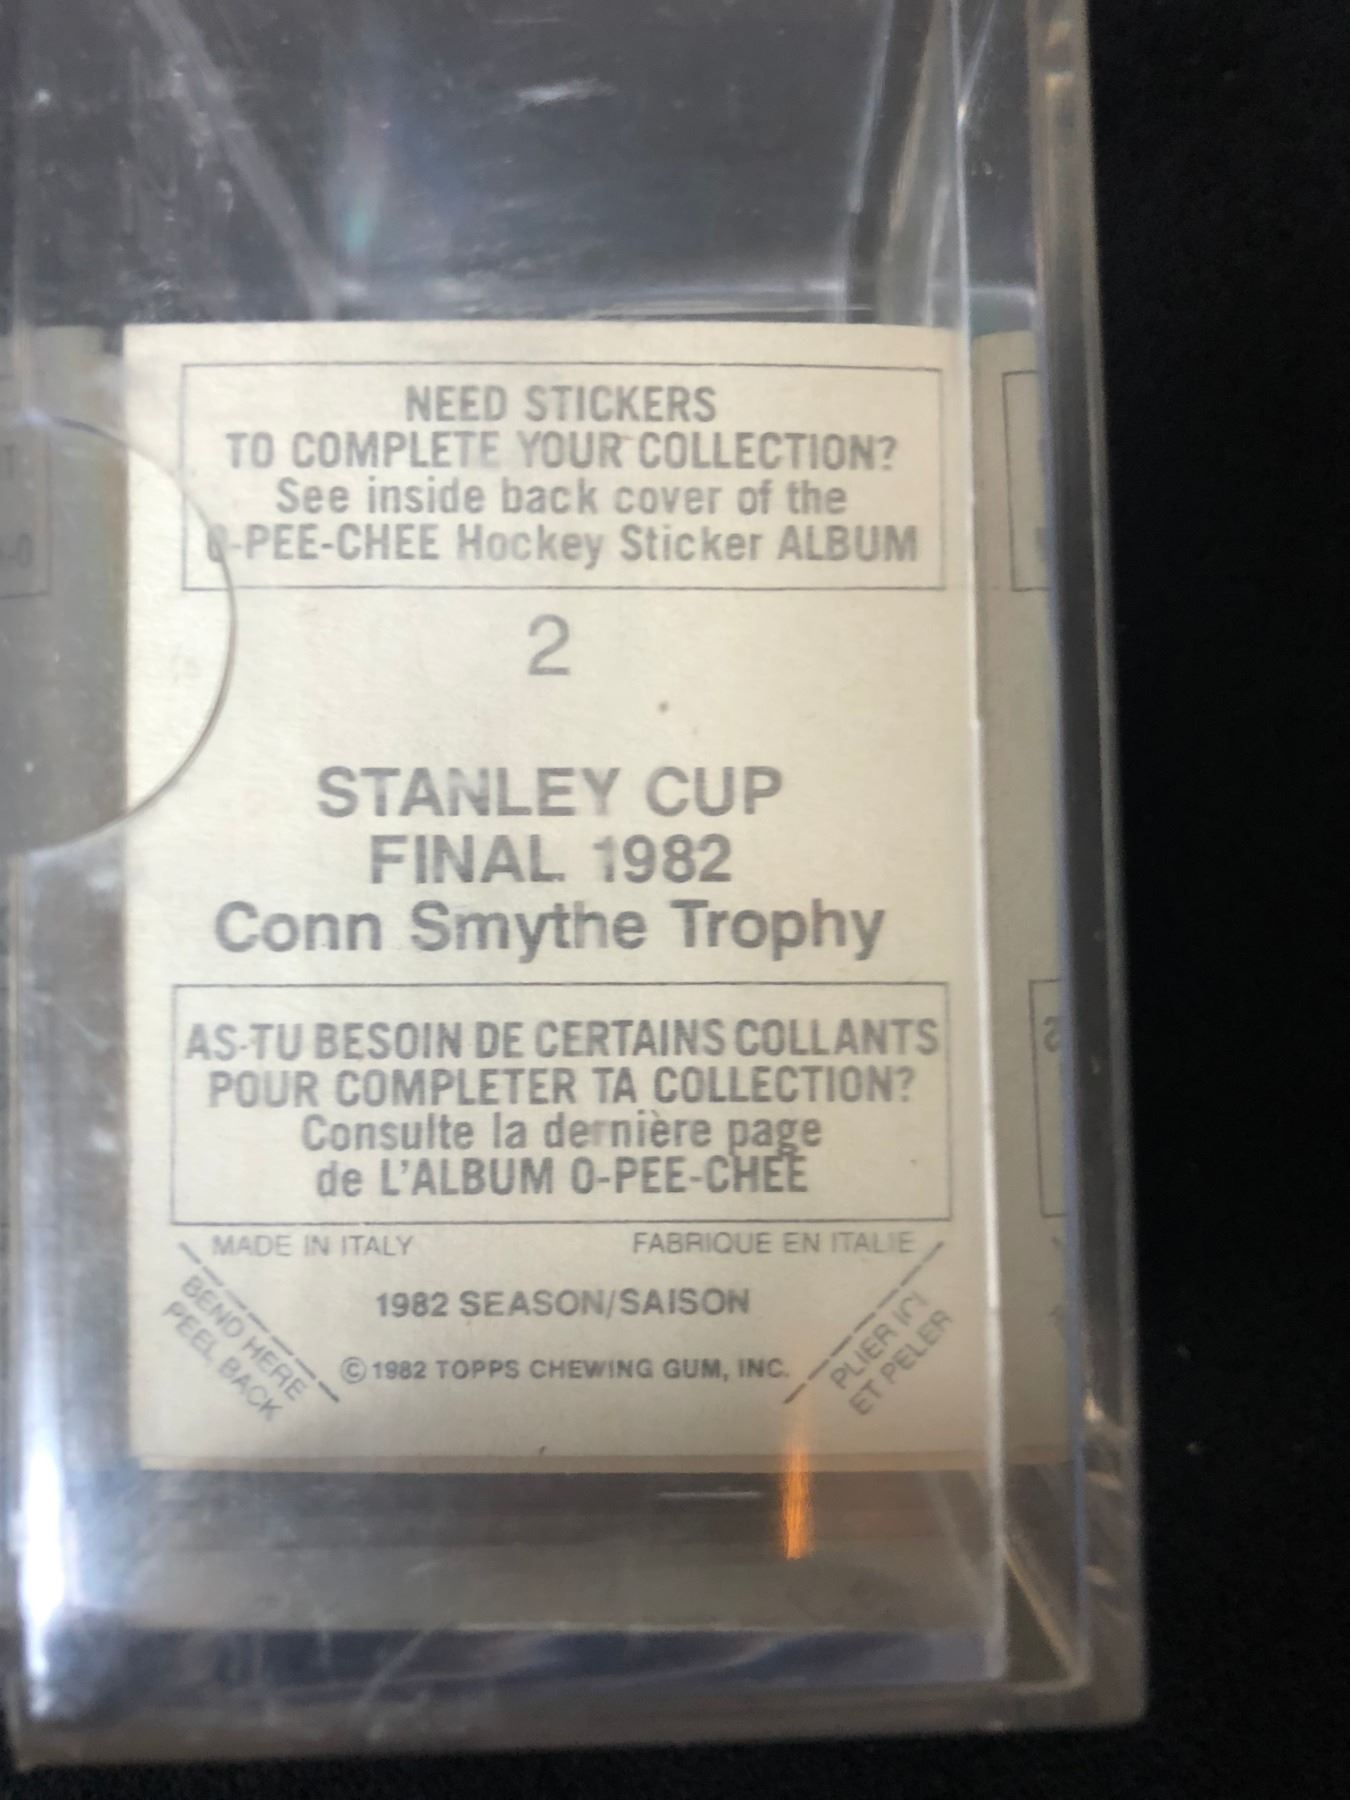 NEED STICKERS
TO COMPLETE YOUR COLLECTION?
See inside back cover of the
O-PEE-CHEE Hockey Sticker ALBUM
2
STANLEY CUP
FINAL 1982
Conn Smythe Trophy
AS-TU BESOIN DE CERTAINS COLLANTS
POUR COMPLETER TA COLLECTION?
Consulte la dernière page
de L'ALBUM O-PEE-CHEE
MADE IN ITALY FABRIQUE EN ITALIE
BEND HERE
PEEL BACK
1982 SEASON/SAISON
PLIER ICI
ET PELER
© 1982 TOPPS CHEWING GUM, INC.